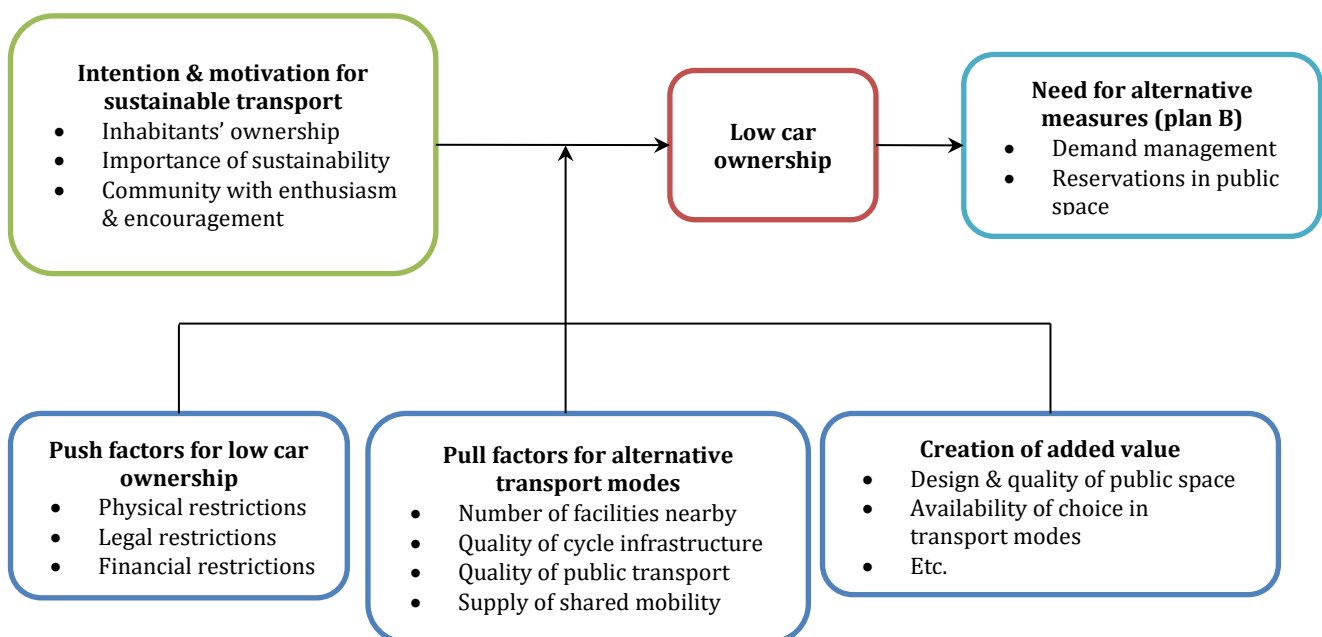 Intention & motivation for
sustainable transport
• Inhabitants’ ownership
• Importance of sustainability
• Community with enthusiasm
& encouragement
Low car
ownership
Need for alternative
measures (plan B)
• Demand management
• Reservations in public
space
Push factors for low car
ownership
• Physical restrictions
• Legal restrictions
• Financial restrictions
Pull factors for alternative
transport modes
• Number of facilities nearby
• Quality of cycle infrastructure
• Quality of public transport
• Supply of shared mobility
Creation of added value
• Design & quality of public space
• Availability of choice in
transport modes
• Etc.